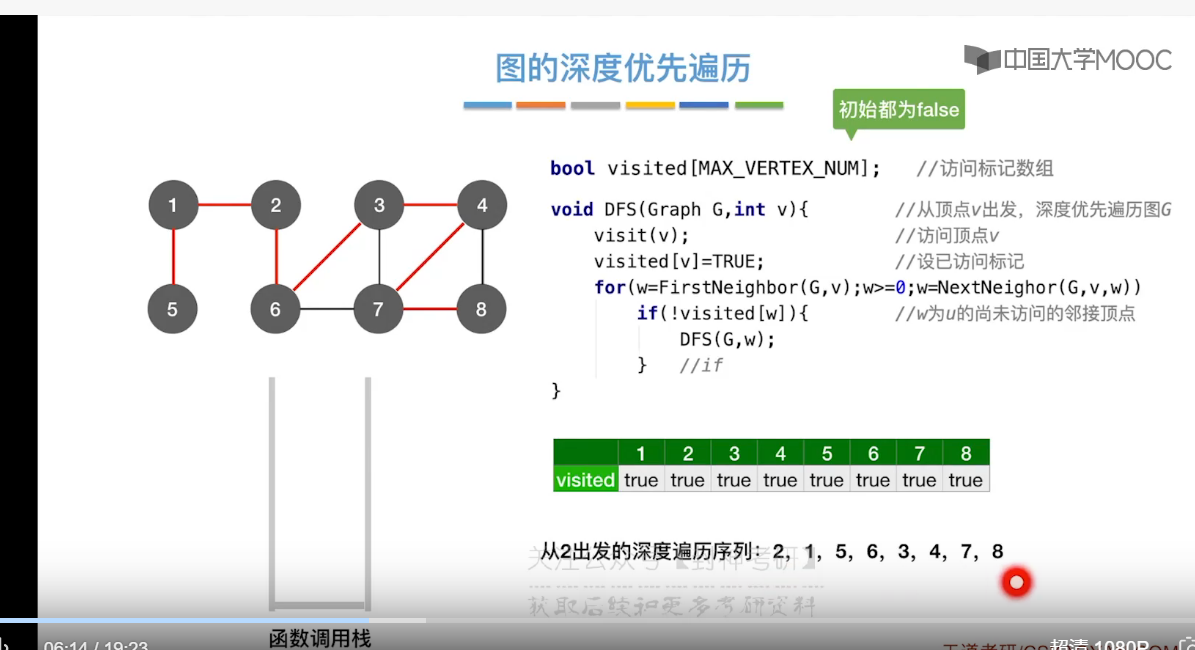 图的深度优先遍历
中国大学MOOC
初始都为false
bool visited[MAX_VERTEX_NUM]; //访问标记数组
void DFS(Graph G,int v){ //从顶点v出发，深度优先遍历图G
visit(v); //访问顶点v
visited[v]=TRUE; //设已访问标记
for(w=FirstNeighbor(G,v);w>=0;w=NextNeighor(G,v,w))
if(!visited[w]){ //w为u的尚未访问的邻接顶点
DFS(G,w);
} //if
}
1 2 3 4
5 6 7 8
1 2 3 4 5 6 7 8
visited true true true true true true true true
从2出发的深度遍历序列：2，1，5，6，3，4，7，8
关注公众号【封神考研】
获取后续和更多考研资料
函数调用栈
06:14 / 19:23
超清 1080P